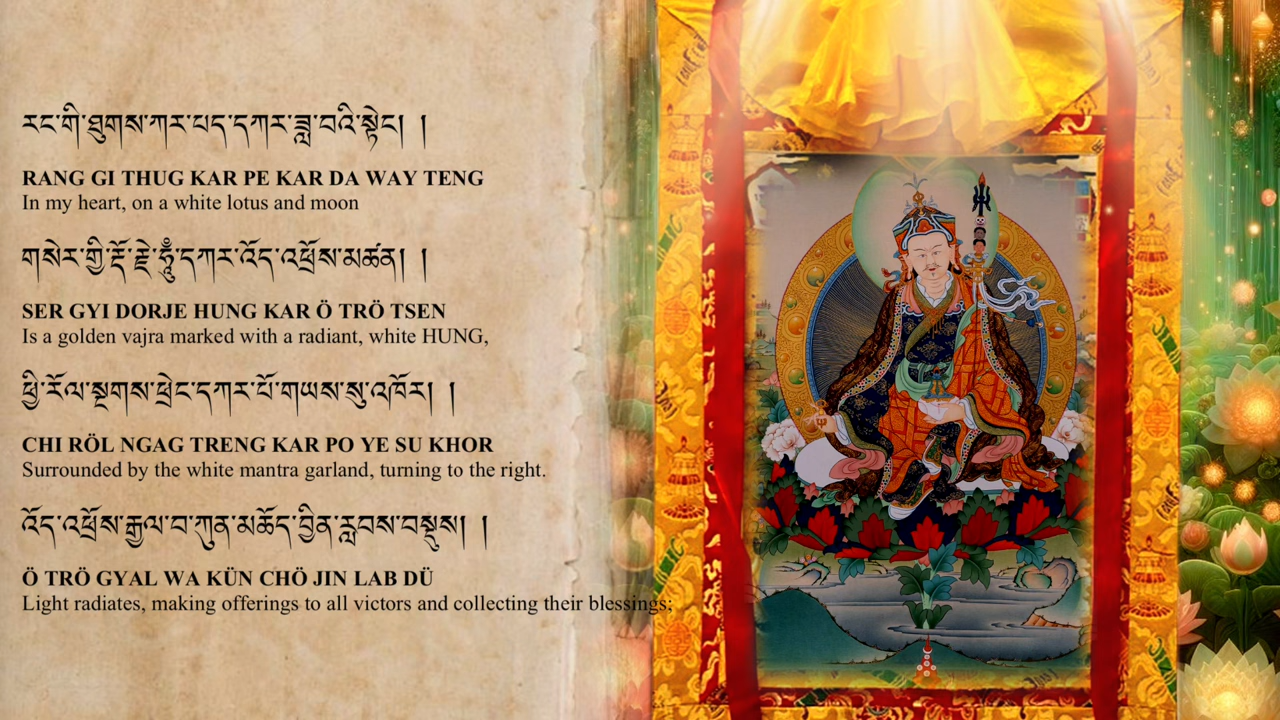 རང་གི་ཐུགས་ཀར་པད་དཀར་ཟླ་བའི་སྟེང༌། །
RANG GI THUG KAR PE KAR DA WAY TENG
In my heart, on a white lotus and moon
གསེར་གྱི་རྡོ་རྗེ་ཧཱུྃ་དཀར་འོད་འཕྲོས་མཚན། །
SER GYI DORJE HUNG KAR Ö TRÖ TSEN
Is a golden vajra marked with a radiant, white HUNG,
ཕྱི་རོལ་སྔགས་ཕྲེང་དཀར་པོ་གཡས་སུ་འཁོར། །
CHI RÖL NGAG TRENG KAR PO YE SU KHOR
Surrounded by the white mantra garland, turning to the right.
འོད་འཕྲོས་རྒྱལ་བ་ཀུན་མཆོད་བྱིན་རླབས་བསྡུས། །
Ö TRÖ GYAL WA KÜN CHÖ JIN LAB DÜ
Light radiates, making offerings to all victors and collecting their blessings;